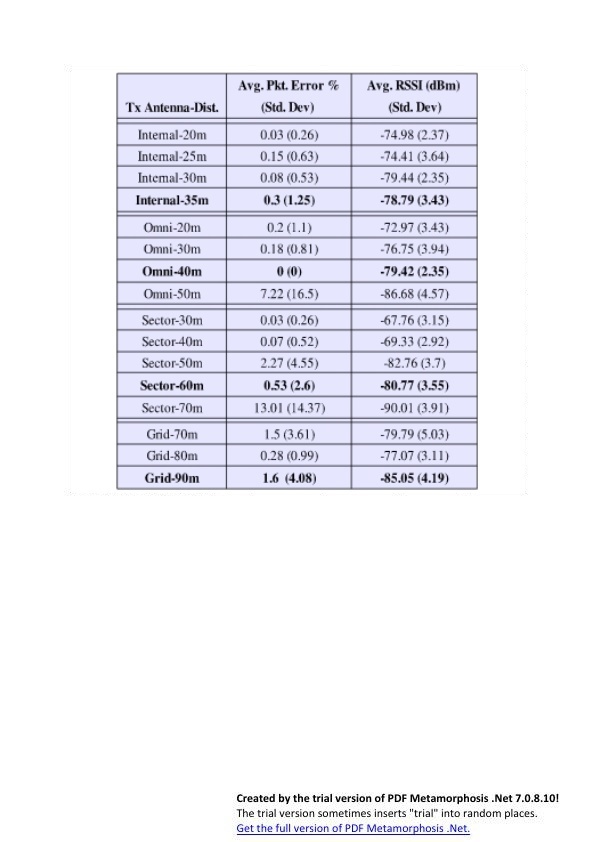 Avg. Pkt. Error % Avg. RSSI (dBm)
Tx Antenna-Dist. (Std. Dev) (Std. Dev)
Internal-20m 0.03 (0.26) -74.98 (2.37)
Internal-25m 0.15 (0.63) -74.41 (3.64)
Internal-30m 0.08 (0.53) -79.44 (2.35)
Internal-35m 0.3 (1.25) -78.79 (3.43)
Omni-20m 0.2 (1.1) -72.97 (3.43)
Omni-30m 0.18 (0.81) -76.75 (3.94)
Omni-40m 0 (0) -79.42 (2.35)
Omni-50m 7.22 (16.5) -86.68 (4.57)
Sector-30m 0.03 (0.26) -67.76 (3.15)
Sector-40m 0.07 (0.52) -69.33 (2.92)
Sector-50m 2.27 (4.55) -82.76 (3.7)
Sector-60m 0.53 (2.6) -80.77 (3.55)
Sector-70m 13.01 (14.37) -90.01 (3.91)
Grid-70m 1.5 (3.61) -79.79 (5.03)
Grid-80m 0.28 (0.99) -77.07 (3.11)
Grid-90m 1.6 (4.08) -85.05 (4.19)
Created by the trial version of PDF Metamorphosis .Net 7.0.8.10!
The trial version sometimes inserts "trial" into random places.
Get the full version of PDF Metamorphosis .Net.